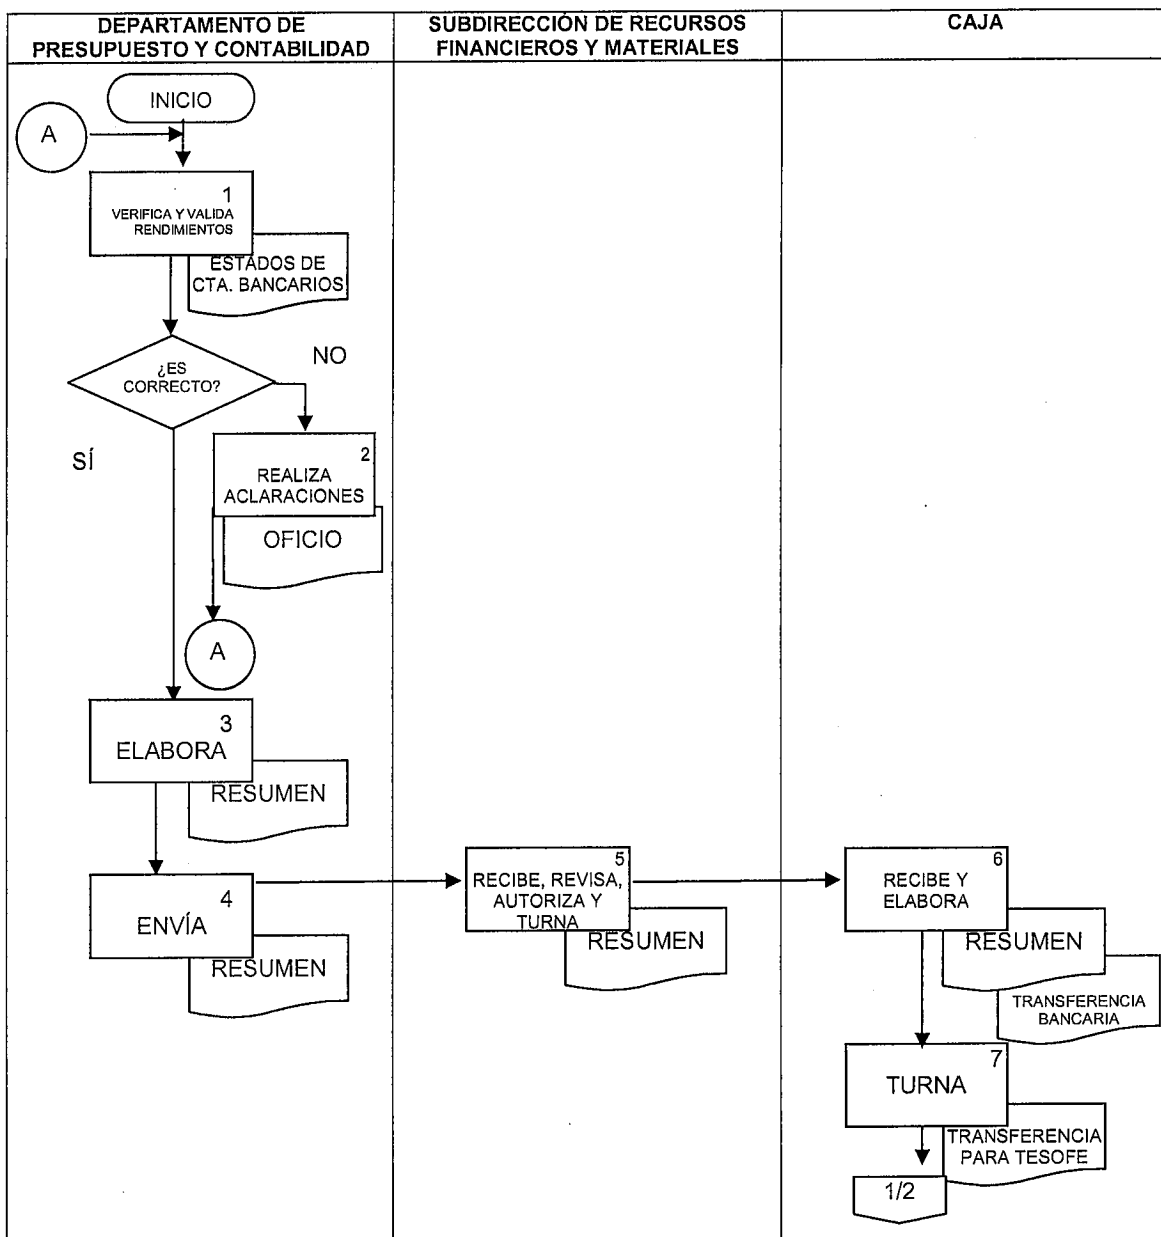 DEPARTAMENTO DE
PRESUPUESTO Y CONTABILIDAD
SUBDIRECCIÓN DE RECURSOS
FINANCIEROS Y MATERIALES
CAJA
INICIO
A
1
VERIFICA Y VALIDA
RENDIMIENTOS
ESTADOS DE
CTA. BANCARIOS
¿ES
CORRECTO?
NO
SÍ
2
REALIZA
ACLARACIONES
OFICIO
A
3
ELABORA
RESUMEN
4
ENVÍA
RESUMEN
5
RECIBE, REVISA,
AUTORIZA Y
TURNA
RESUMEN
6
RECIBE Y
ELABORA
RESUMEN
TRANSFERENCIA
BANCARIA
7
TURNA
TRANSFERENCIA
PARA TESOFE
1/2